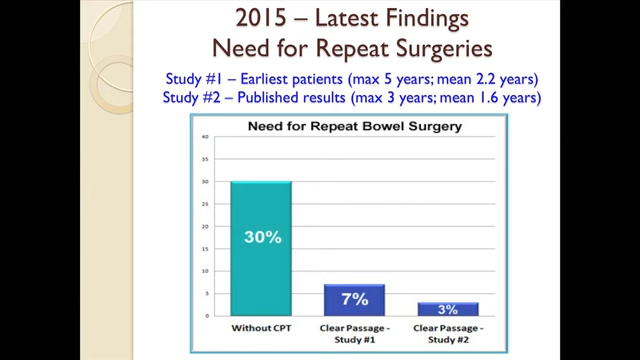 2015 – Latest Findings
Need for Repeat Surgeries
Study #1 – Earliest patients (max 5 years; mean 2.2 years)
Study #2 – Published results (max 3 years; mean 1.6 years)
Need for Repeat Bowel Surgery
40
35
30
25
20
15
10
5
0
30%
7%
3%
Without CPT
Clear Passage -
Study #1
Clear Passage -
Study #2